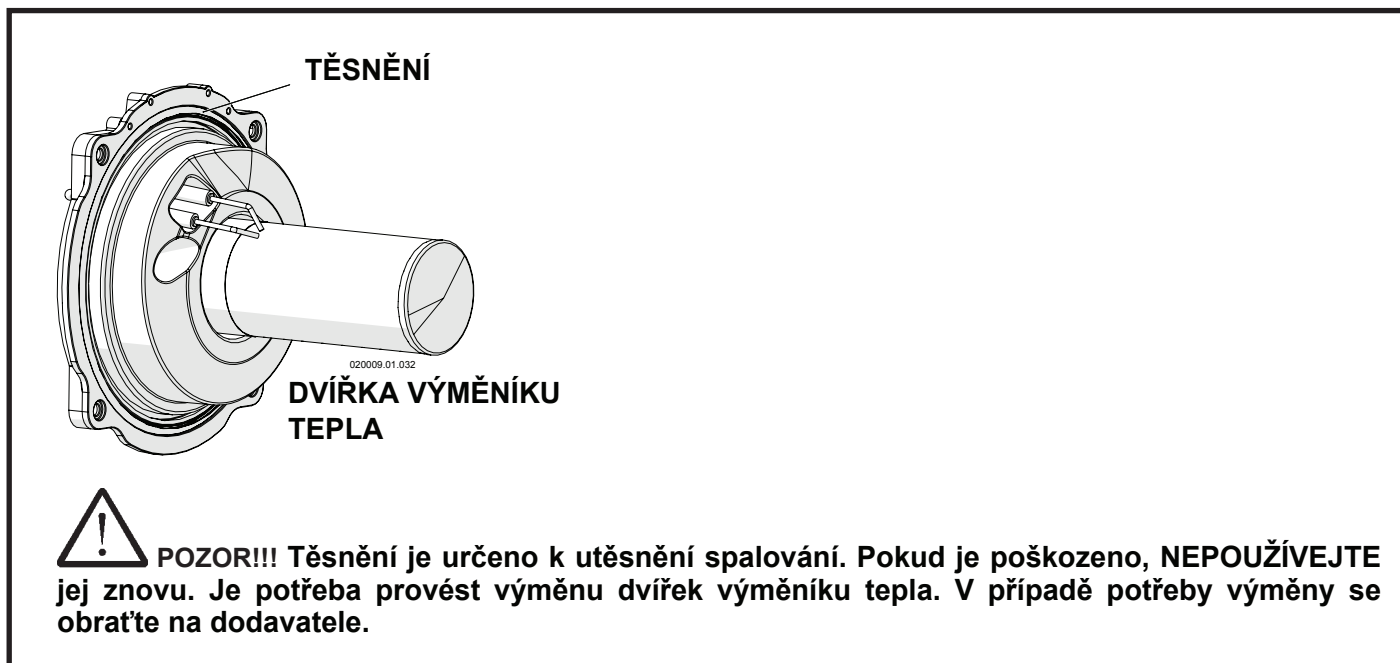 TĚSNĚNÍ
020009.01.032
DVÍŘKA VÝMĚNÍKU
TEPLA
POZOR!!! Těsnění je určeno k utěsnění spalování. Pokud je poškozeno, NEPOUŽÍVEJTE
jej znovu. Je potřeba provést výměnu dvířek výměníku tepla. V případě potřeby výměny se
obraťte na dodavatele.